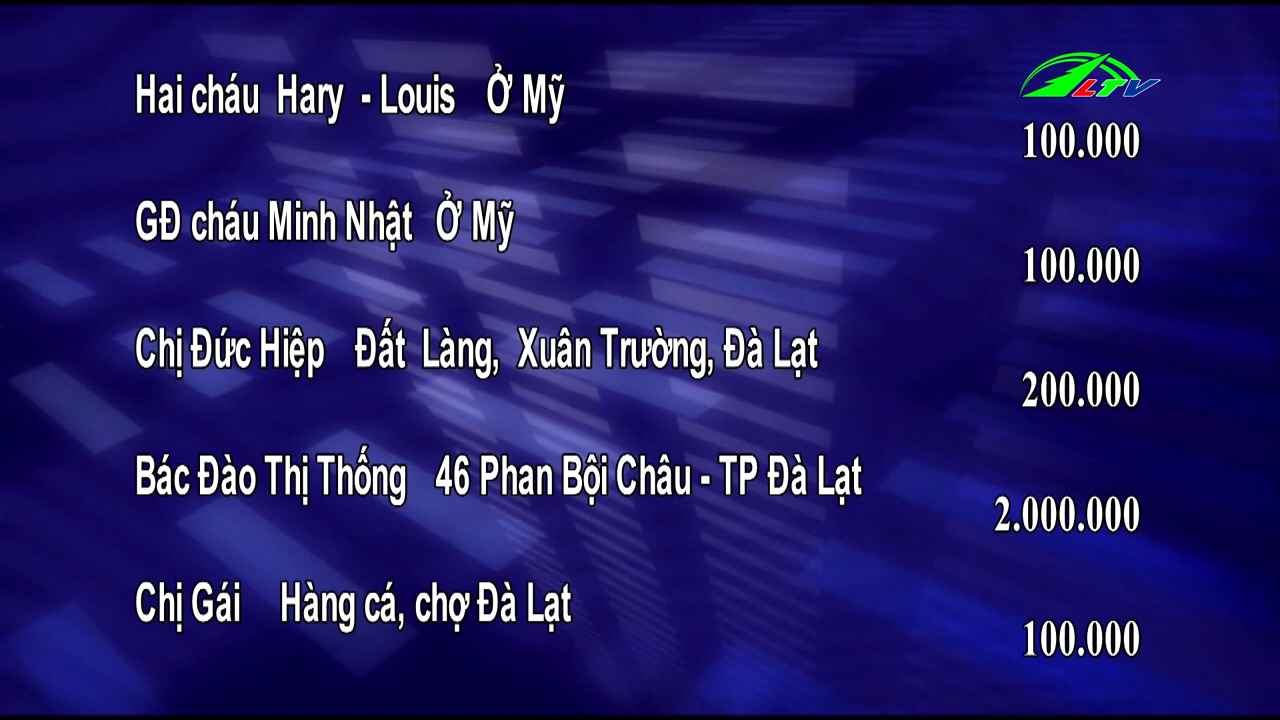 LTV
Hai cháu Hary - Louis Ở Mỹ
100.000
GĐ cháu Minh Nhật Ở Mỹ
100.000
Chị Đức Hiệp Đất Làng, Xuân Trường, Đà Lạt
200.000
Bác Đào Thị Thống 46 Phan Bội Châu - TP Đà Lạt
2.000.000
Chị Gái Hàng cá, chợ Đà Lạt
100.000